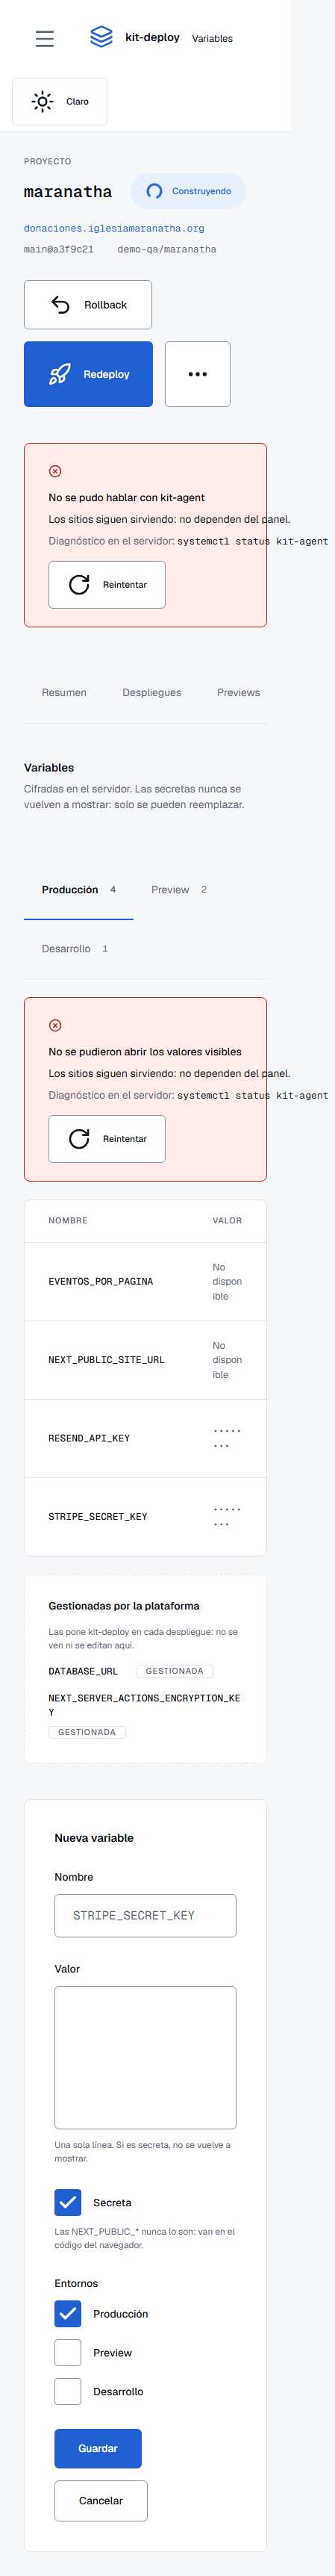 kit-deploy Variables
Claro
PROYECTO
maranatha Construyendo
donaciones.iglesiamaranatha.org
main@a3f9c21 demo-qa/maranatha
Rollback
Redeploy
No se pudo hablar con kit-agent
Los sitios siguen sirviendo: no dependen del panel.
Diagnóstico en el servidor: systemctl status kit-agent
Reintentar
Resumen Despliegues Previews
Variables
Cifradas en el servidor. Las secretas nunca se
vuelven a mostrar: solo se pueden reemplazar.
Producción 4 Preview 2
Desarrollo 1
No se pudieron abrir los valores visibles
Los sitios siguen sirviendo: no dependen del panel.
Diagnóstico en el servidor: systemctl status kit-agent
Reintentar
NOMBRE VALOR
EVENTOS_POR_PAGINA No
dispon
ible
NEXT_PUBLIC_SITE_URL No
dispon
ible
RESEND_API_KEY ·····
···
STRIPE_SECRET_KEY ·····
···
Gestionadas por la plataforma
Las pone kit-deploy en cada despliegue: no se
ven ni se editan aquí.
DATABASE_URL GESTIONADA
NEXT_SERVER_ACTIONS_ENCRYPTION_KE
Y
GESTIONADA
Nueva variable
Nombre
STRIPE_SECRET_KEY
Valor
Una sola línea. Si es secreta, no se vuelve a
mostrar.
Secreta
Las NEXT_PUBLIC_* nunca lo son: van en el
código del navegador.
Entornos
Producción
Preview
Desarrollo
Guardar
Cancelar